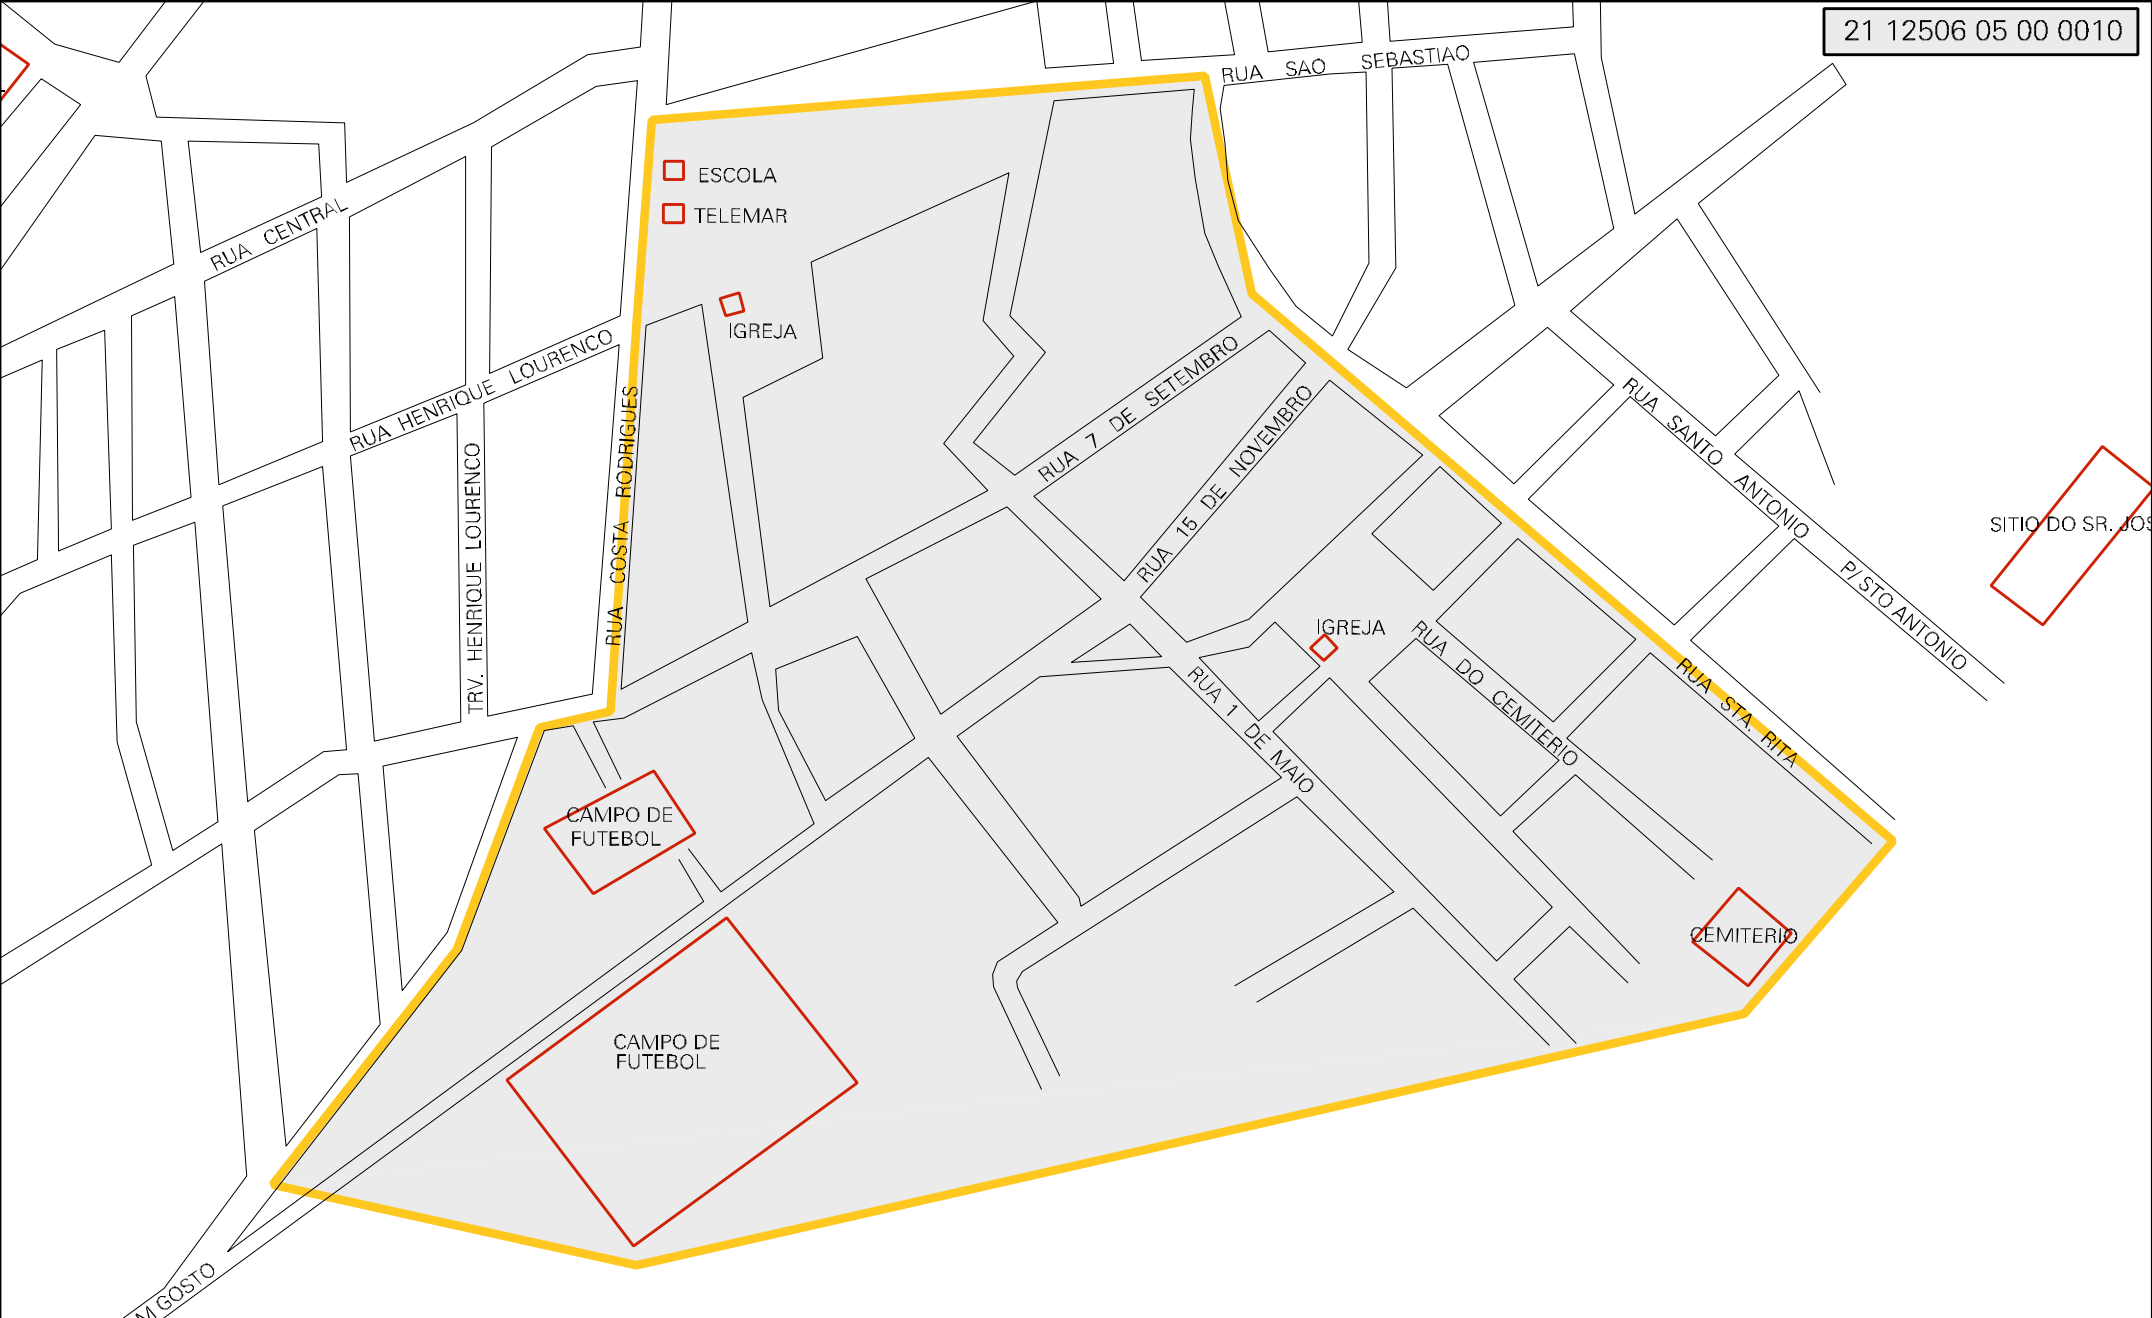 21 12506 05 00 0010
RUA SAO SEBASTIAO
ESCOLA
TELEMAR
RUA CENTRAL
IGREJA
RUA HENRIQUE LOURENCO
RUA 7 DE SETEMBRO
RUA COSTA RODRIGUES
RUA 15 DE NOVEMBRO
RUA SANTO ANTONIO
TRV. HENRIQUE LOURENCO
SITIO DO SR. JOS
P/ STO ANTONIO
IGREJA
RUA DO CEMITERIO
RUA STA. RITA
RUA 1 DE MAIO
CAMPO DE
FUTEBOL
CEMITERIO
CAMPO DE
FUTEBOL
M GOSTO